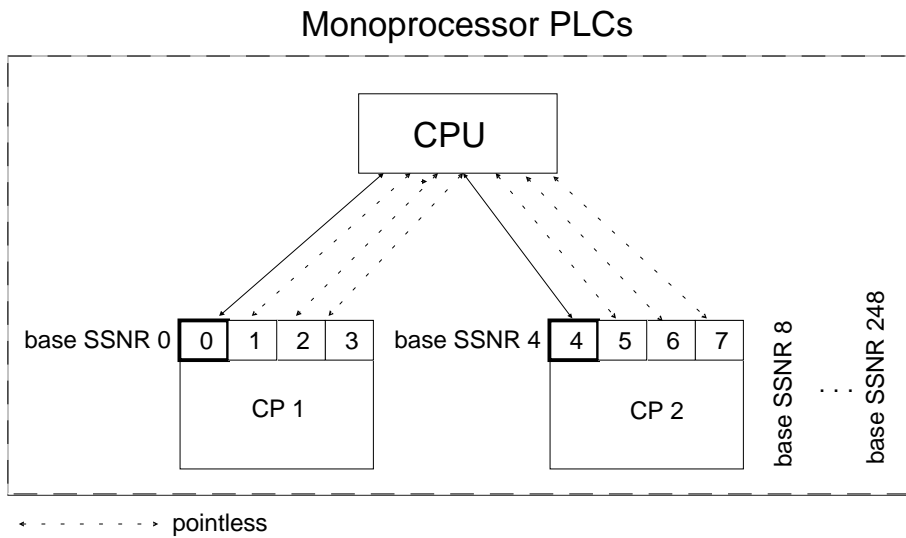 Monoprocessor PLCs
CPU
base SSNR 0
0 1 2 3
CP 1
base SSNR 4
4 5 6 7
CP 2
base SSNR 8
. . .
base SSNR 248
pointless